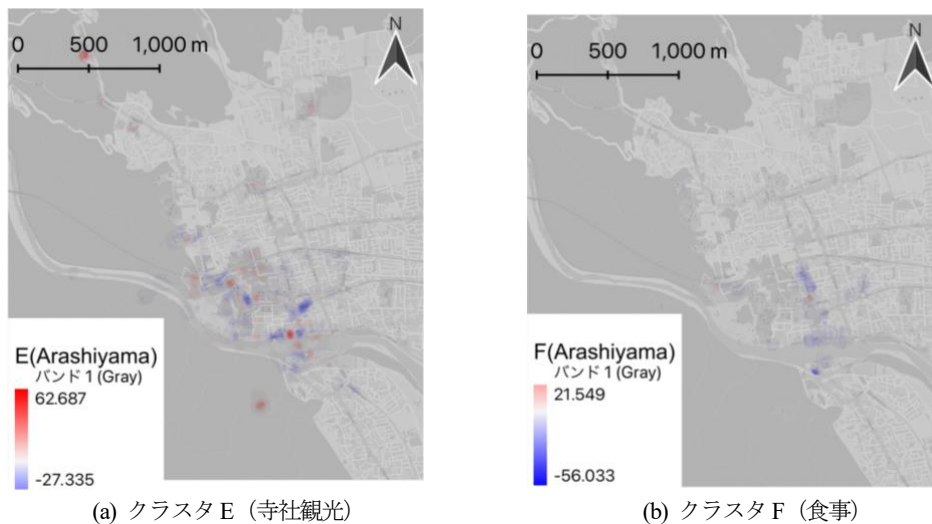 0 500 1,000 m
N
E(Arashiyama)
バンド 1 (Gray)
62.687
-27.335
(a) クラスタ E（寺社観光）
0 500 1,000 m
N
F(Arashiyama)
バンド 1 (Gray)
21.549
-56.033
(b) クラスタ F（食事）